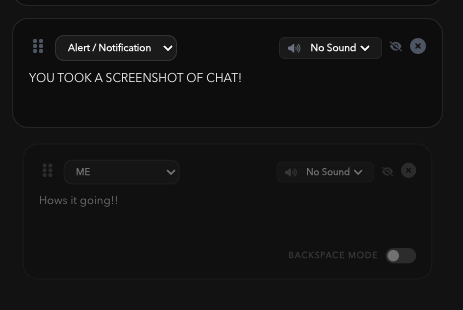 Alert / Notification
No Sound
YOU TOOK A SCREENSHOT OF CHAT!
ME
No Sound
Hows it going!!
BACKSPACE MODE